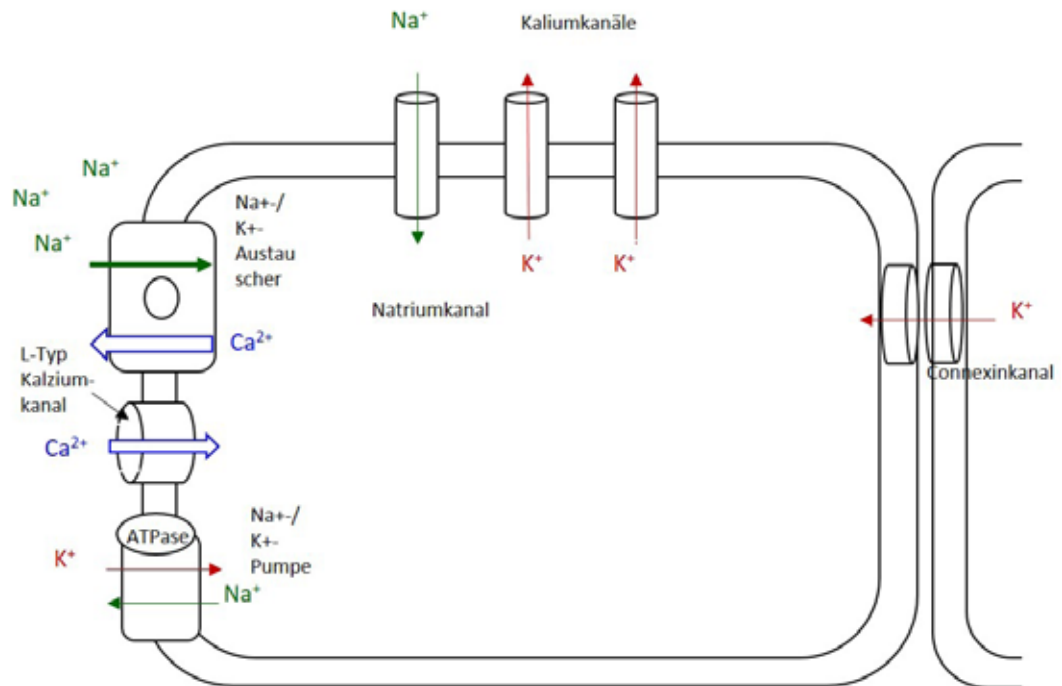 Na⁺
Kaliumkanäle
Na⁺
Na⁺
Na⁺
Na+-/
K+-
Austau
scher
K⁺
K⁺
Natriumkanal
Ca²⁺
K⁺
L-Typ
Kalzium-
kanal
Connexinkanal
Ca²⁺
ATPase
Na+-/
K+-
Pumpe
K⁺
Na⁺